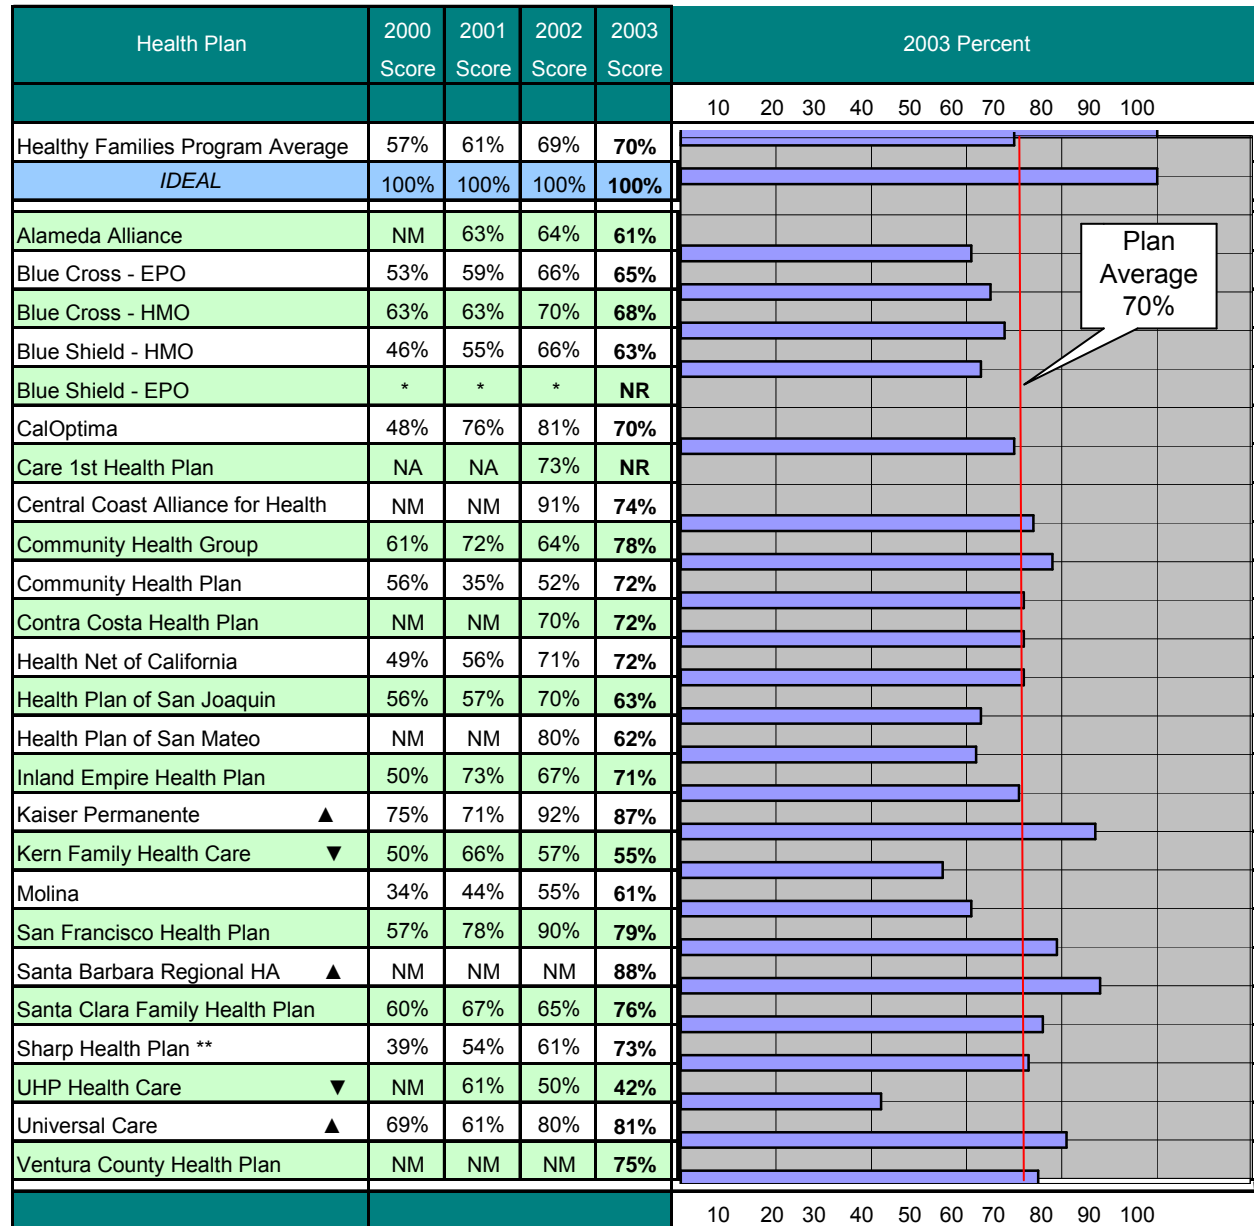 Health Plan 2000 Score 2001 Score 2002 Score 2003 Score 2003 Percent
10 20 30 40 50 60 70 80 90 100
Healthy Families Program Average 57% 61% 69% 70%
IDEAL 100% 100% 100% 100%
Alameda Alliance NM 63% 64% 61%
Blue Cross - EPO 53% 59% 66% 65%
Blue Cross - HMO 63% 63% 70% 68%
Blue Shield - HMO 46% 55% 66% 63%
Blue Shield - EPO * * * NR
CalOptima 48% 76% 81% 70%
Care 1st Health Plan NA NA 73% NR
Central Coast Alliance for Health NM NM 91% 74%
Community Health Group 61% 72% 64% 78%
Community Health Plan 56% 35% 52% 72%
Contra Costa Health Plan NM NM 70% 72%
Health Net of California 49% 56% 71% 72%
Health Plan of San Joaquin 56% 57% 70% 63%
Health Plan of San Mateo NM NM 80% 62%
Inland Empire Health Plan 50% 73% 67% 71%
Kaiser Permanente ▲ 75% 71% 92% 87%
Kern Family Health Care ▼ 50% 66% 57% 55%
Molina 34% 44% 55% 61%
San Francisco Health Plan 57% 78% 90% 79%
Santa Barbara Regional HA ▲ NM NM NM 88%
Santa Clara Family Health Plan 60% 67% 65% 76%
Sharp Health Plan ** 39% 54% 61% 73%
UHP Health Care ▼ NM 61% 50% 42%
Universal Care ▲ 69% 61% 80% 81%
Ventura County Health Plan NM NM NM 75%
Plan
Average
70%
10 20 30 40 50 60 70 80 90 100